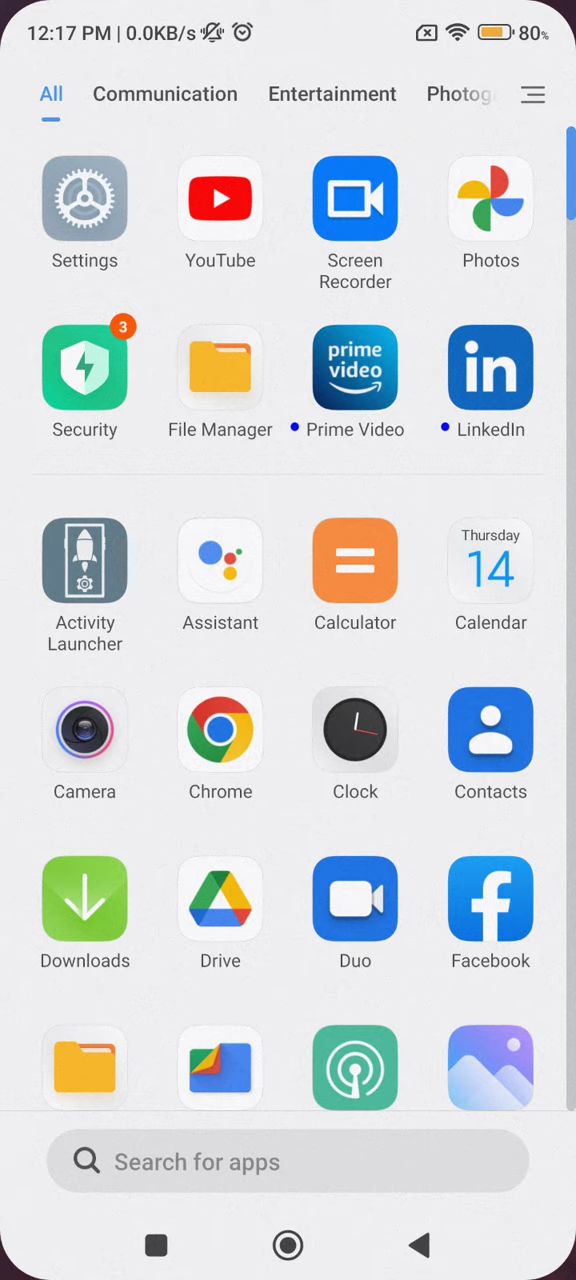 12:17 PM | 0.0KB/s 80%
All Communication Entertainment Photog
Settings YouTube Screen Recorder Photos
3
prime video
in
Security File Manager Prime Video LinkedIn
Thursday
14
Activity Launcher Assistant Calculator Calendar
Camera Chrome Clock Contacts
Downloads Drive Duo Facebook
Search for apps